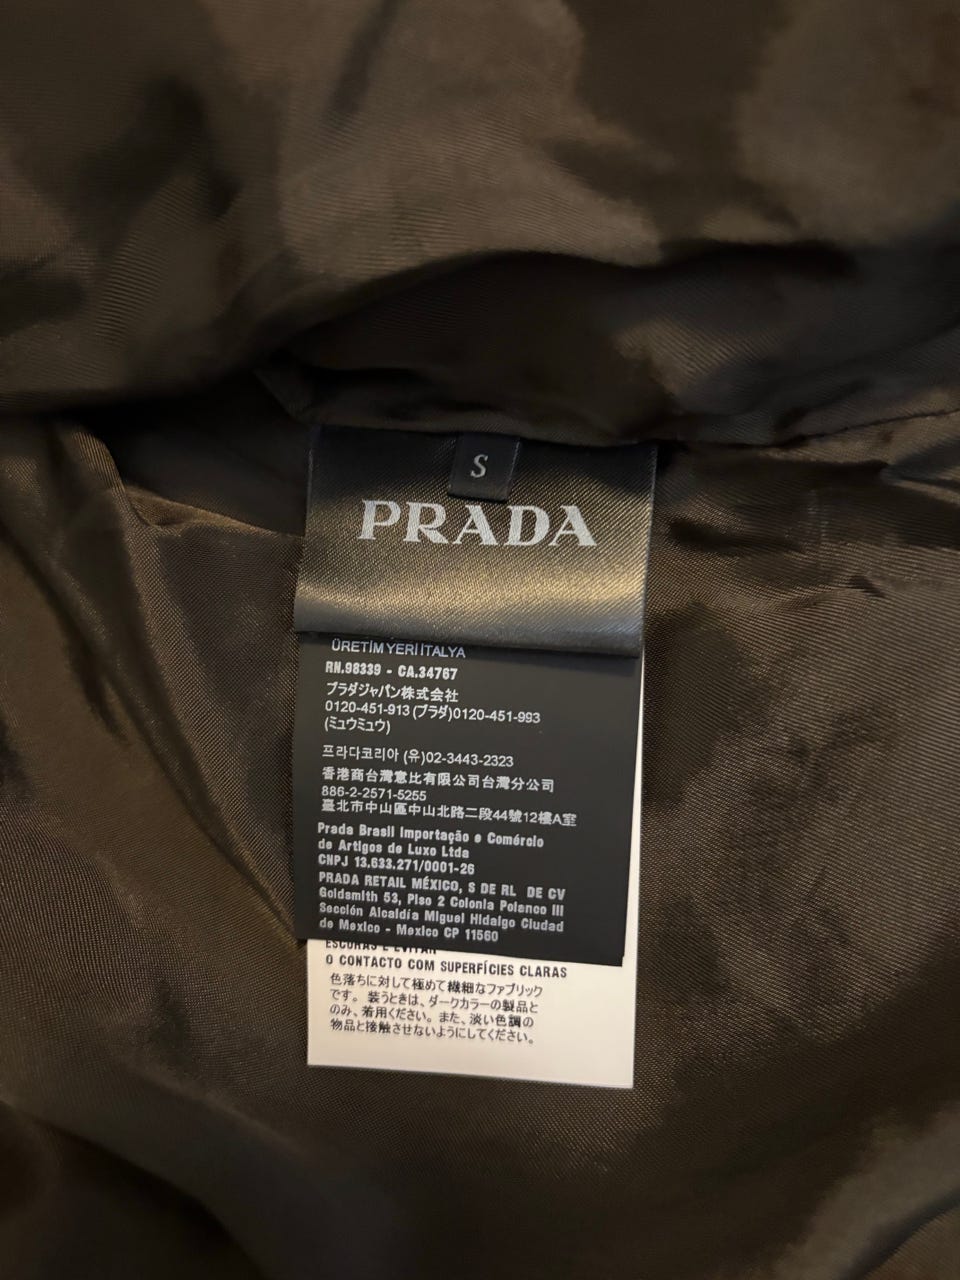 S
PRADA
ÜRETİM YERİ İTALYA
RN.98339 - CA.34767
プラダジャパン株式会社
0120-451-913 (プラダ)0120-451-993
(ミュウミュウ)
프라다코리아 (유)02-3443-2323
香港商台灣意比有限公司台灣分公司
886-2-2571-5255
臺北市中山區中山北路二段44號12樓A室
Prada Brasil Importação e Comércio
de Artigos de Luxo Ltda
CNPJ 13.633.271/0001-26
PRADA RETAIL MÉXICO, S DE RL DE CV
Goldsmith 53, Piso 2 Colonia Polanco III
Sección Alcaldía Miguel Hidalgo Ciudad
de Mexico - Mexico CP 11560
ESCURAS E EVITAR
O CONTACTO COM SUPERFÍCIES CLARAS
色落ちに対して極めて繊細なファブリック
です。装うときは、ダークカラーの製品と
のみ、着用ください。また、淡い色調の
物品と接触させないようにしてください。